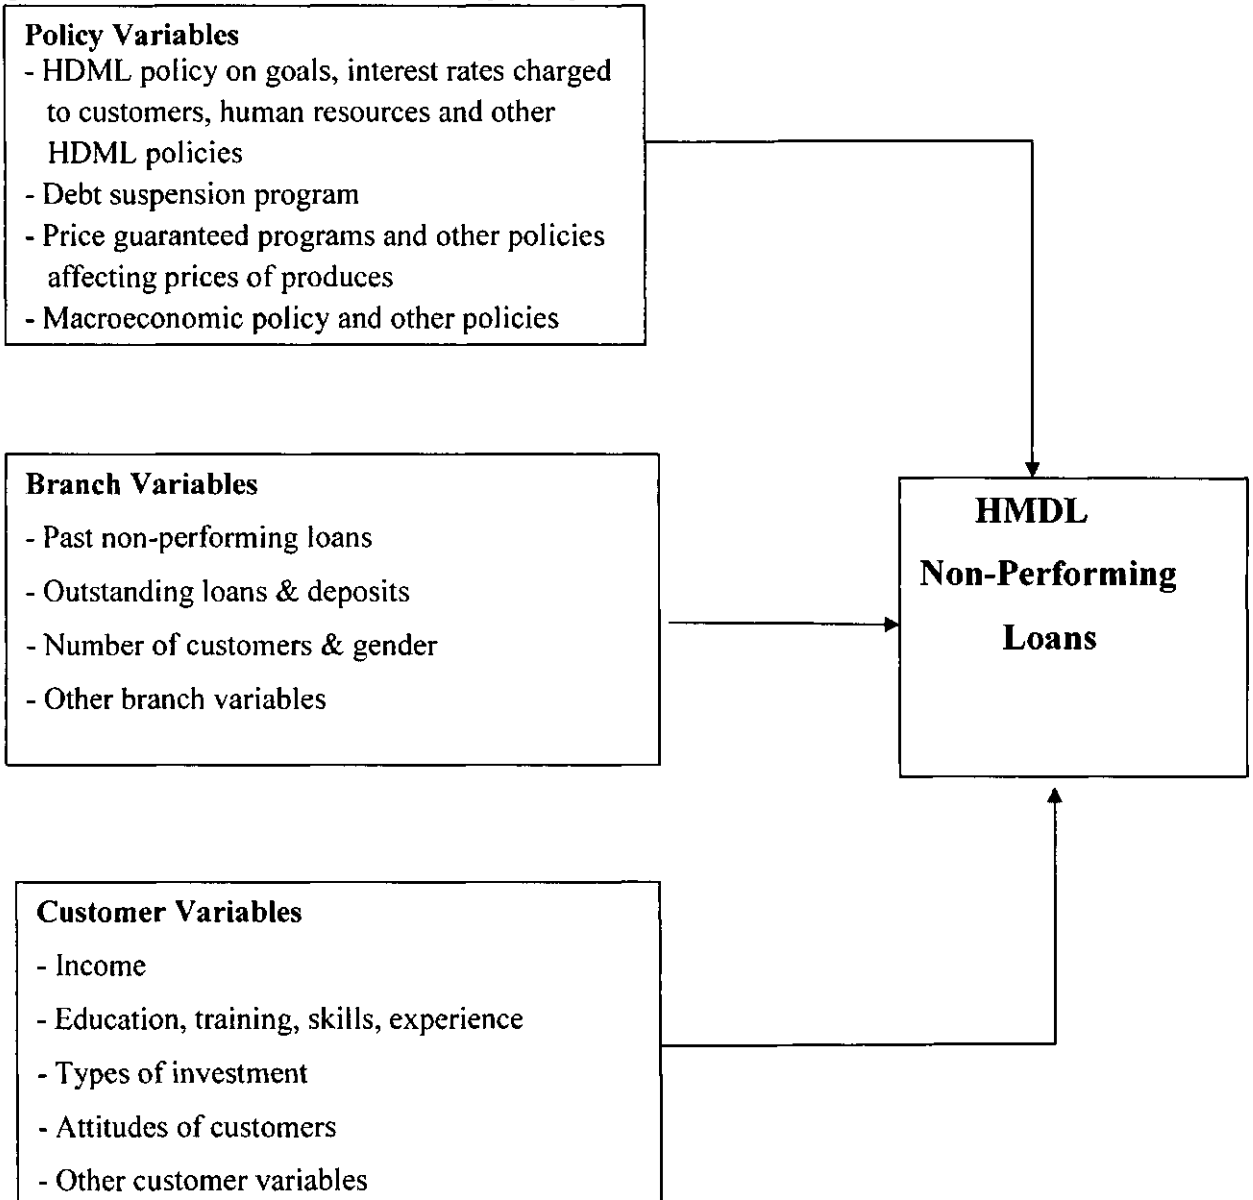 Policy Variables
- HDML policy on goals, interest rates charged
to customers, human resources and other
HDML policies
- Debt suspension program
- Price guaranteed programs and other policies
affecting prices of produces
- Macroeconomic policy and other policies
Branch Variables
- Past non-performing loans
- Outstanding loans & deposits
- Number of customers & gender
- Other branch variables
HMDL
Non-Performing
Loans
Customer Variables
- Income
- Education, training, skills, experience
- Types of investment
- Attitudes of customers
- Other customer variables